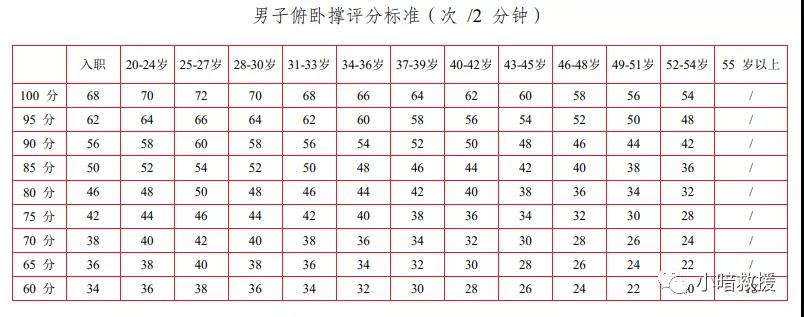 男子俯卧撑评分标准（次 /2 分钟）
入职 20-24岁 25-27岁 28-30岁 31-33岁 34-36岁 37-39岁 40-42岁 43-45岁 46-48岁 49-51岁 52-54岁 55 岁以上
100 分 68 70 72 70 68 66 64 62 60 58 56 54 /
95 分 62 64 66 64 62 60 58 56 54 52 50 48 /
90 分 56 58 60 58 56 54 52 50 48 46 44 42 /
85 分 50 52 54 52 50 48 46 44 42 40 38 36 /
80 分 46 48 50 48 46 44 42 40 38 36 34 32 /
75 分 42 44 46 44 42 40 38 36 34 32 30 28 /
70 分 38 40 42 40 38 36 34 32 30 28 26 24 /
65 分 36 38 40 38 36 34 32 30 28 26 24 22 /
60 分 34 36 38 36 34 32 30 28 26 24 22
小暗救援